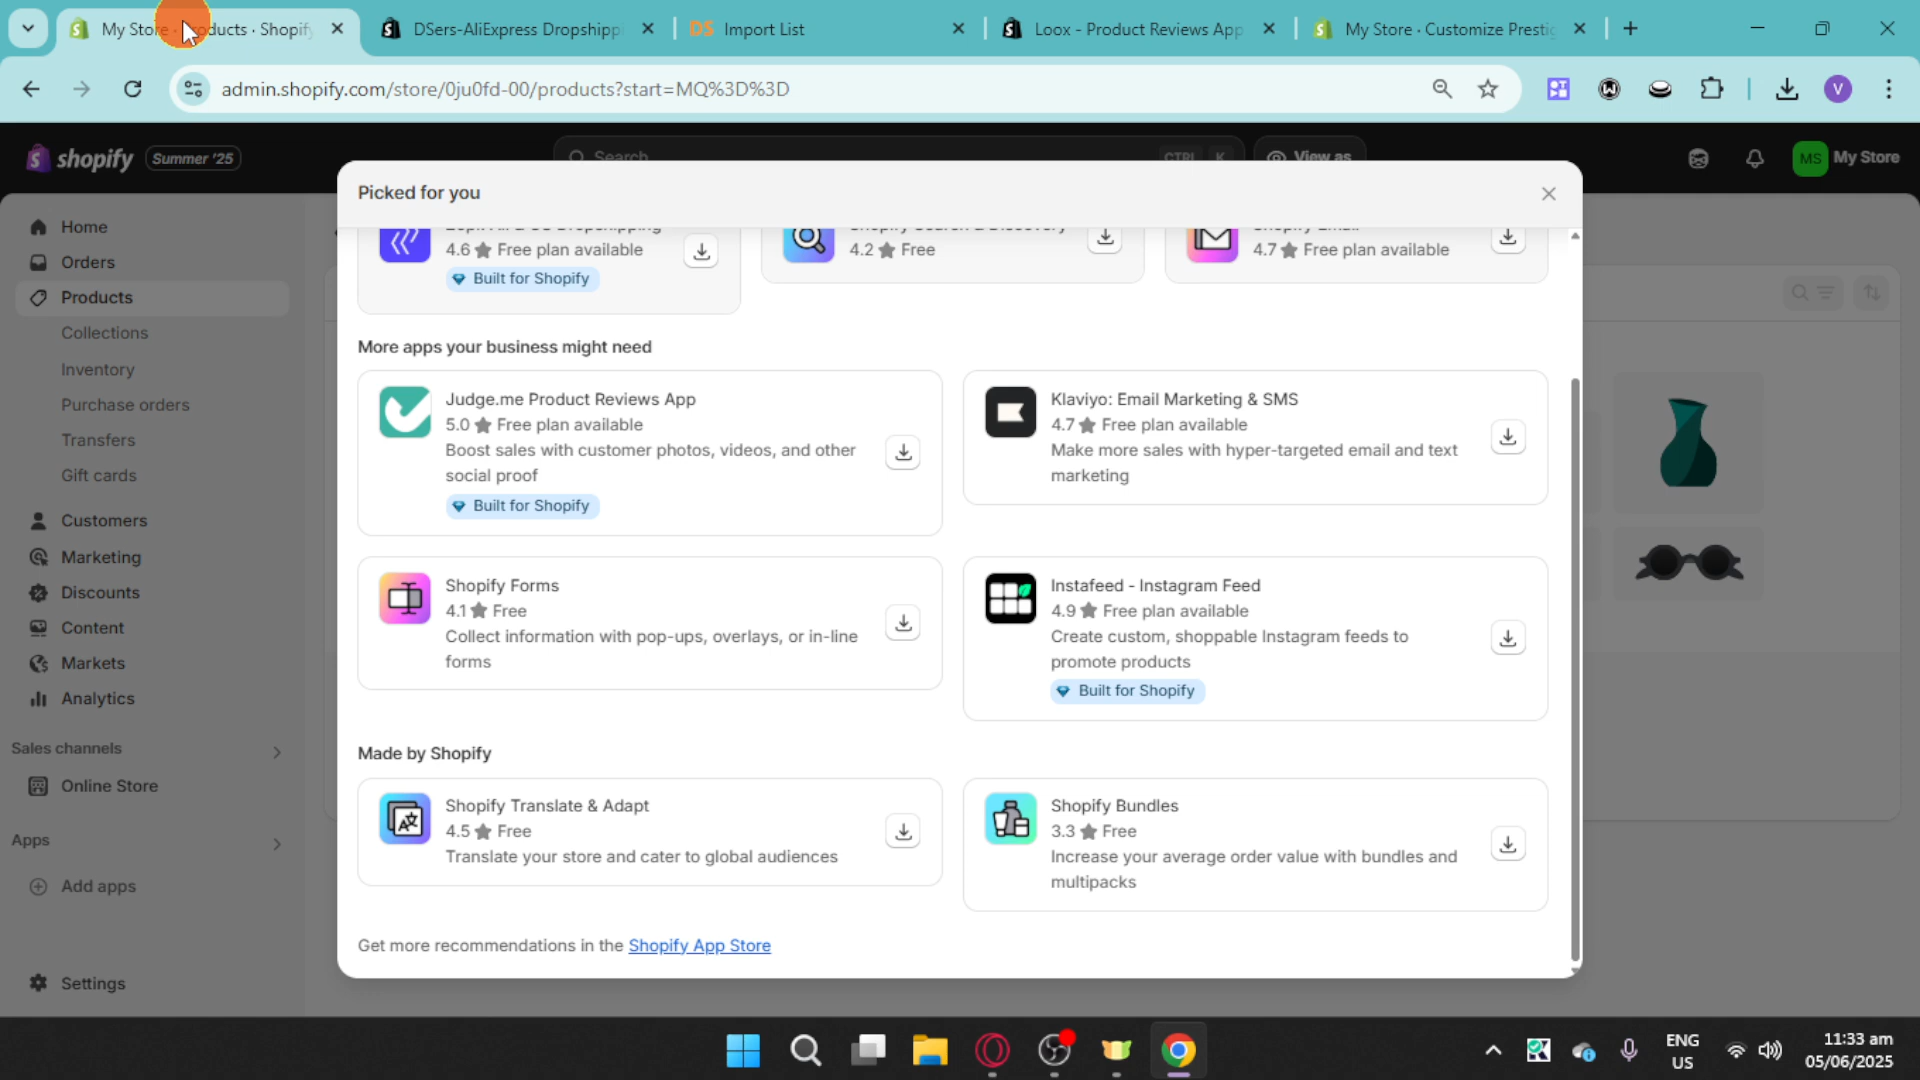 My Store
ducts · Shopif
DSers-AliExpress Dropshippi
DS Import List
Loox - Product Reviews App
My Store · Customize Prestig
admin.shopify.com/store/0ju0fd-00/products?start=MQ%3D%3D
V
shopify
Summer '25
Search
CTRL K
View as
MS
My Store
Picked for you
Home
Orders
Products
Collections
Inventory
Purchase orders
Transfers
Gift cards
Customers
Marketing
Discounts
Content
Markets
Analytics
Sales channels
Online Store
Apps
Add apps
Settings
4.6 ★ Free plan available
Built for Shopify
Shopify Search & Discovery
4.2 ★ Free
Shopify Email
4.7 ★ Free plan available
More apps your business might need
Judge.me Product Reviews App
5.0 ★ Free plan available
Boost sales with customer photos, videos, and other
social proof
Built for Shopify
Klaviyo: Email Marketing & SMS
4.7 ★ Free plan available
Make more sales with hyper-targeted email and text
marketing
Shopify Forms
4.1 ★ Free
Collect information with pop-ups, overlays, or in-line
forms
Instafeed - Instagram Feed
4.9 ★ Free plan available
Create custom, shoppable Instagram feeds to
promote products
Built for Shopify
Made by Shopify
Shopify Translate & Adapt
4.5 ★ Free
Translate your store and cater to global audiences
Shopify Bundles
3.3 ★ Free
Increase your average order value with bundles and
multipacks
Get more recommendations in the Shopify App Store
ENG
US
11:33 am
05/06/2025